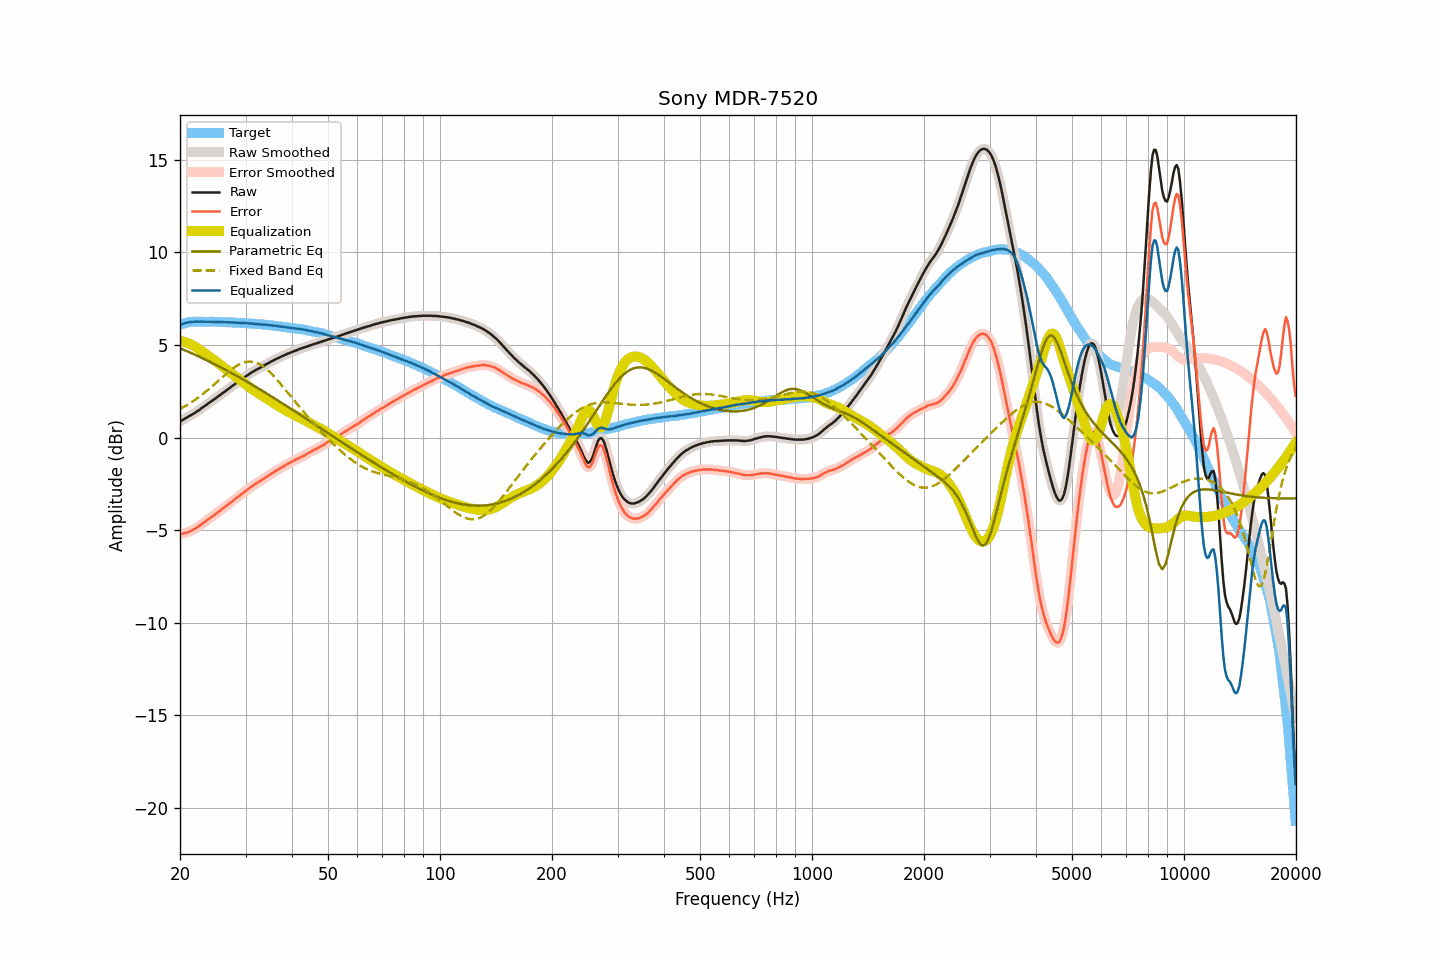 Sony MDR-7520
Target
Raw Smoothed
Error Smoothed
Raw
Error
Equalization
Parametric Eq
Fixed Band Eq
Equalized
Amplitude (dBr)
15
10
5
0
−5
−10
−15
−20
20
50
100
200
500
1000
2000
5000
10000
20000
Frequency (Hz)